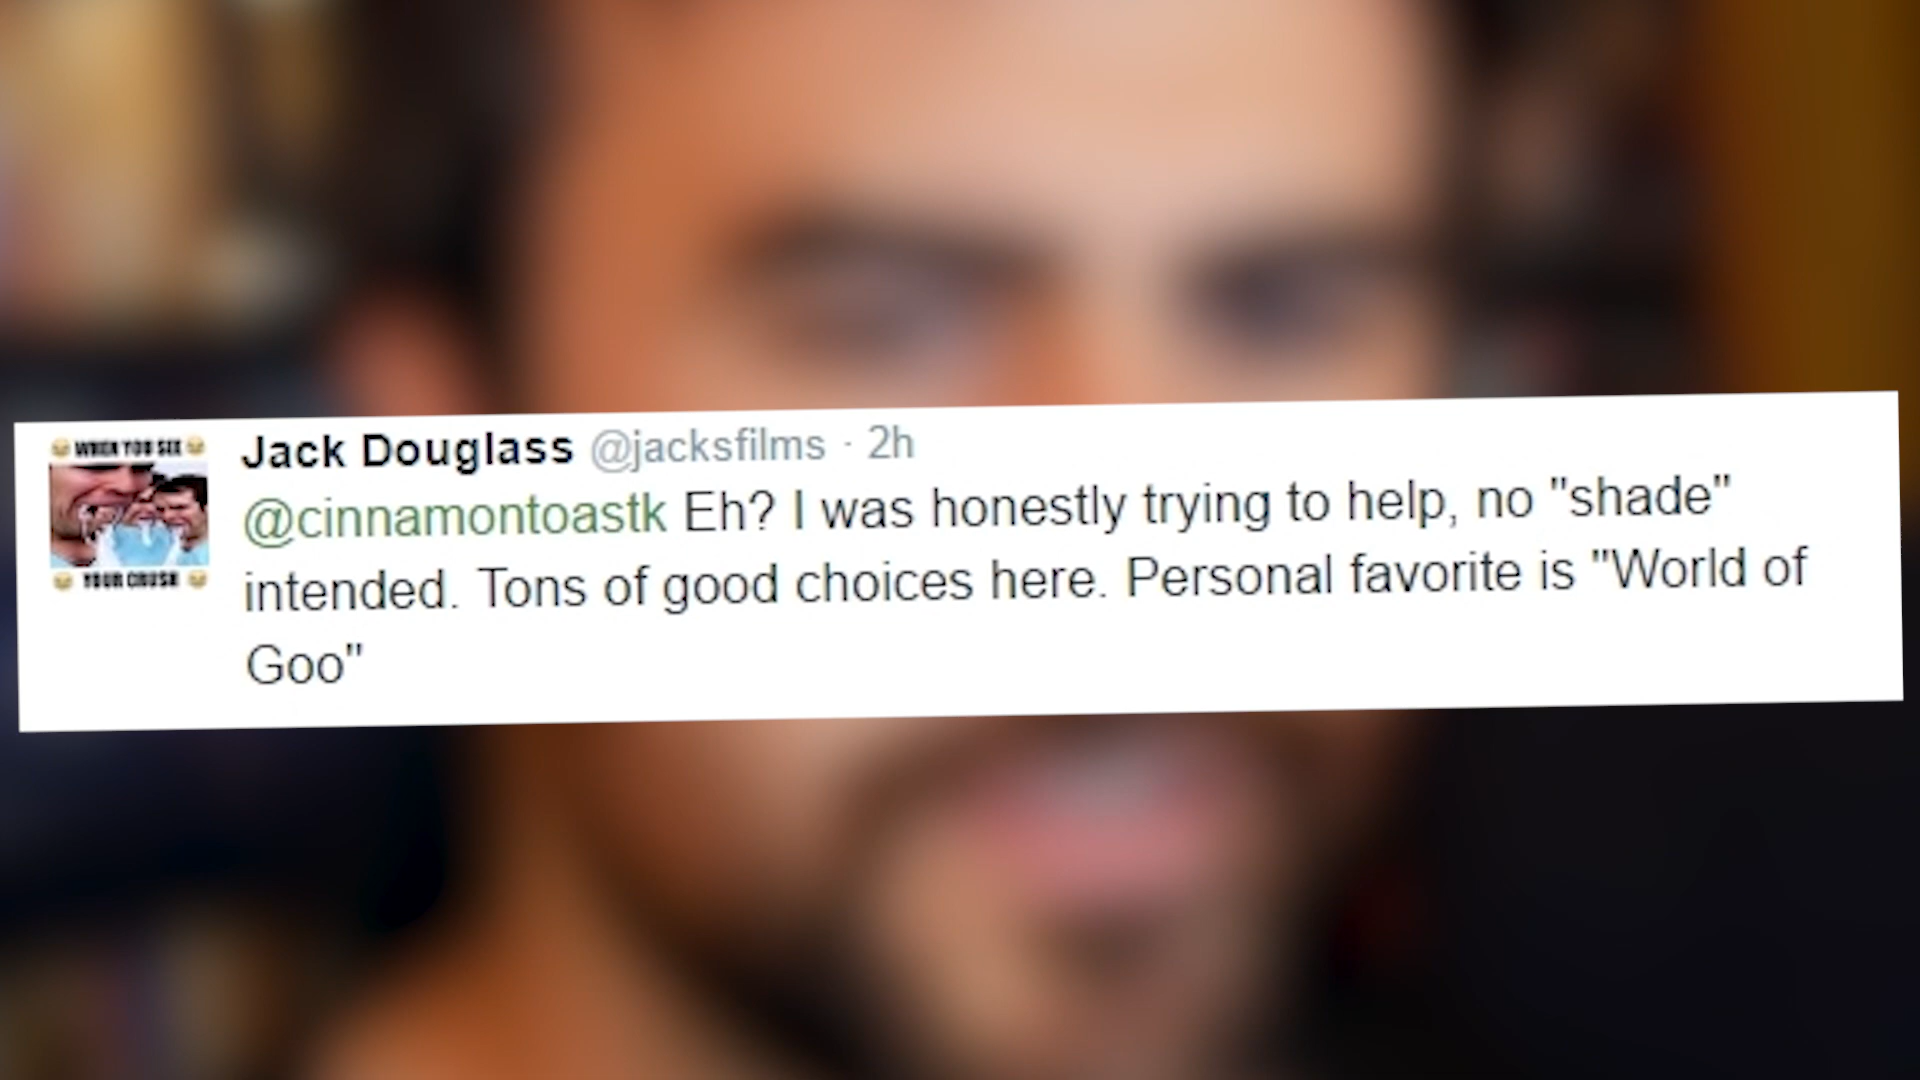 WHEN YOU SEE
YOUR CRUSH
Jack Douglass @jacksfilms · 2h
@cinnamontoastk Eh? I was honestly trying to help, no "shade"
intended. Tons of good choices here. Personal favorite is "World of
Goo"